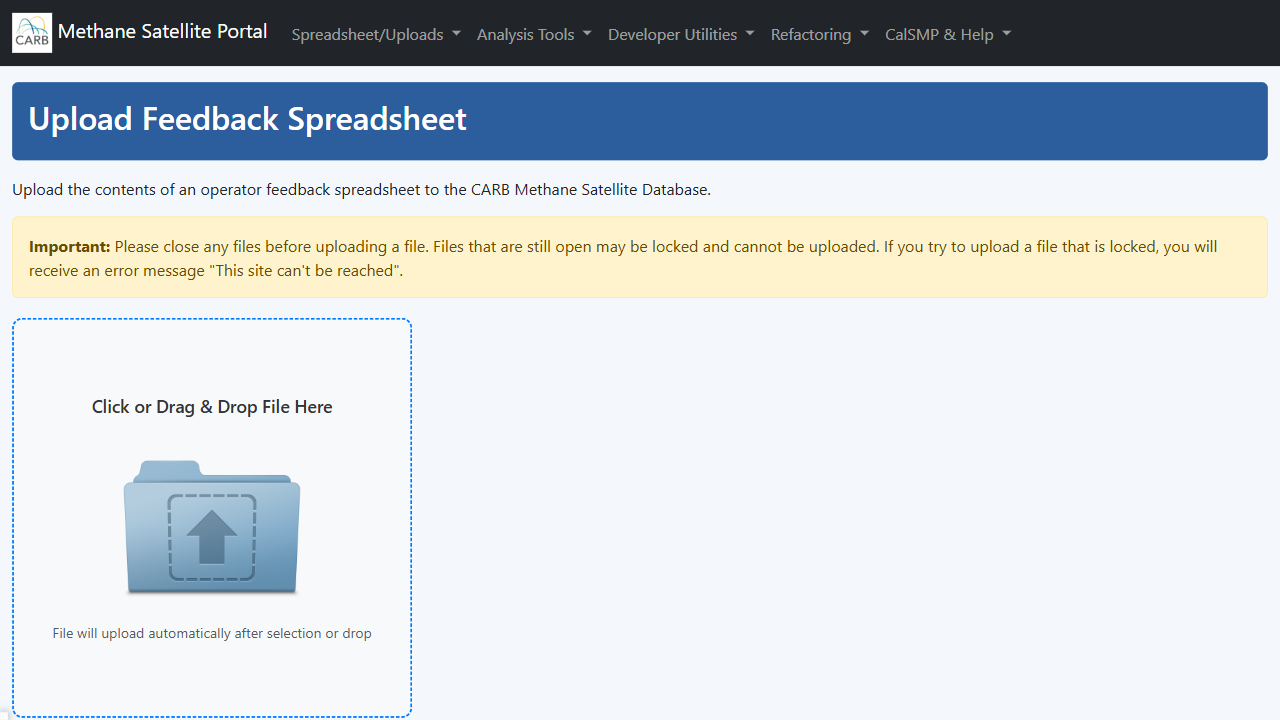 CARB
Methane Satellite Portal
Spreadsheet/Uploads
Analysis Tools
Developer Utilities
Refactoring
CalSMP & Help
Upload Feedback Spreadsheet
Upload the contents of an operator feedback spreadsheet to the CARB Methane Satellite Database.
Important: Please close any files before uploading a file. Files that are still open may be locked and cannot be uploaded. If you try to upload a file that is locked, you will
receive an error message "This site can't be reached".
Click or Drag & Drop File Here
File will upload automatically after selection or drop